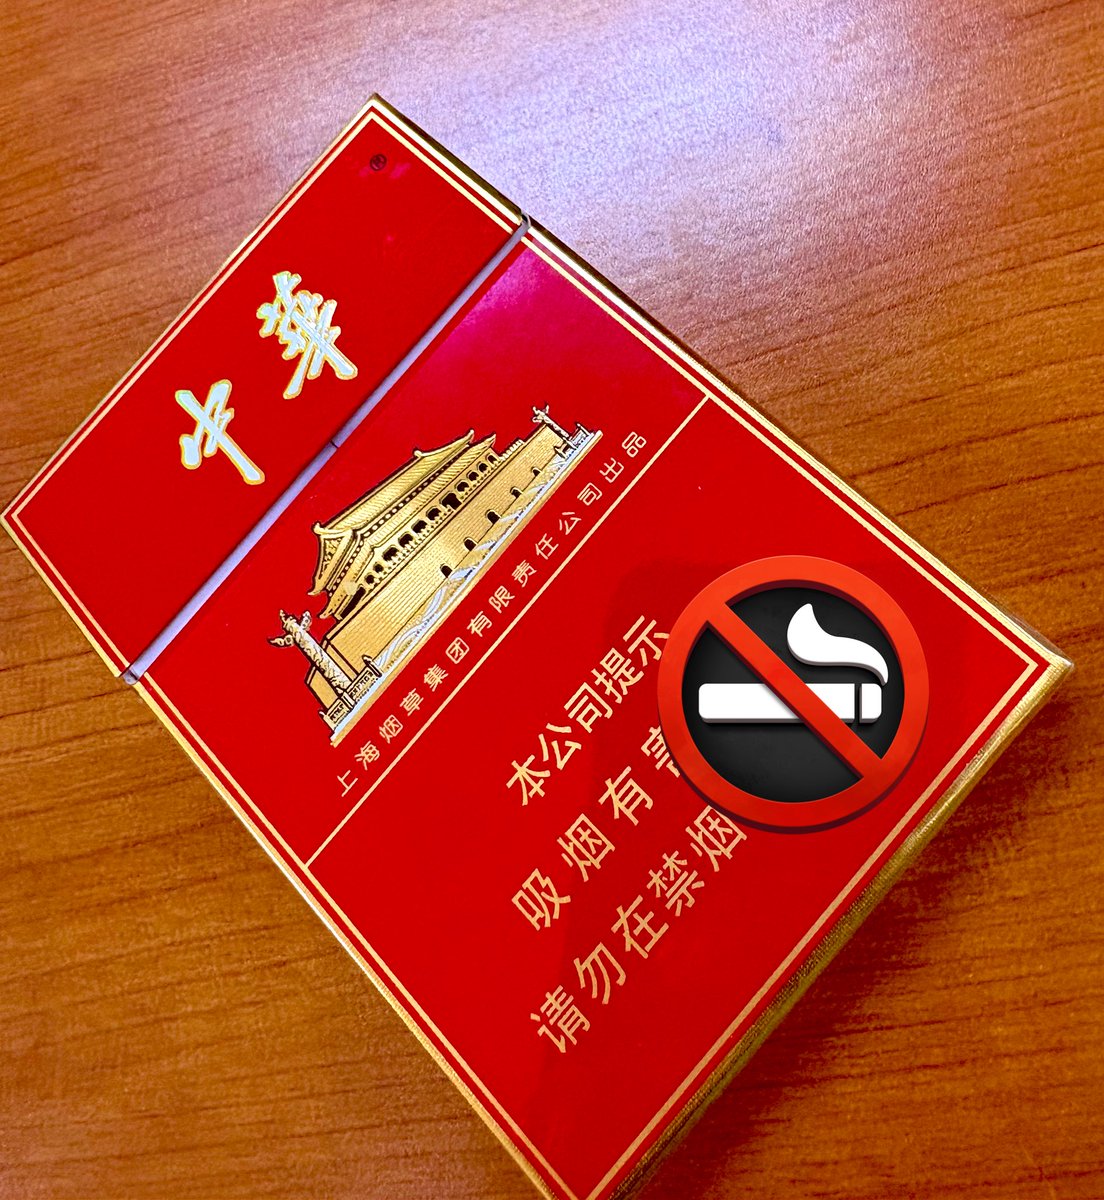 ®
中華
上海烟草集团有限责任公司出品
本公司提示
吸烟有害
请勿在禁烟